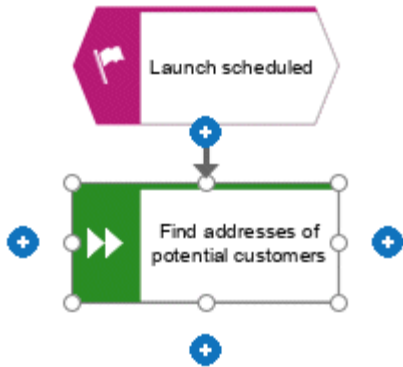 Launch scheduled
Find addresses of
potential customers